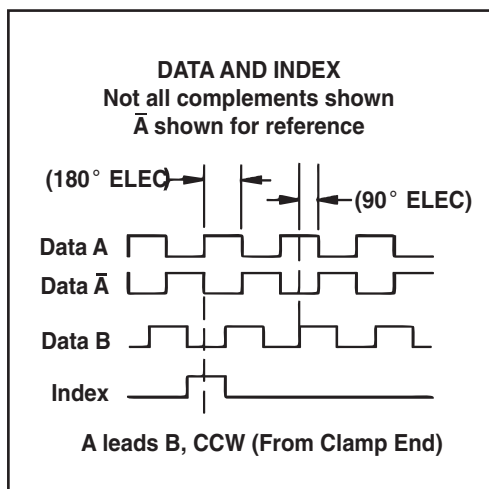 DATA AND INDEX
Not all complements shown
A̅ shown for reference
(180° ELEC)
(90° ELEC)
Data A
Data A̅
Data B
Index
A leads B, CCW (From Clamp End)